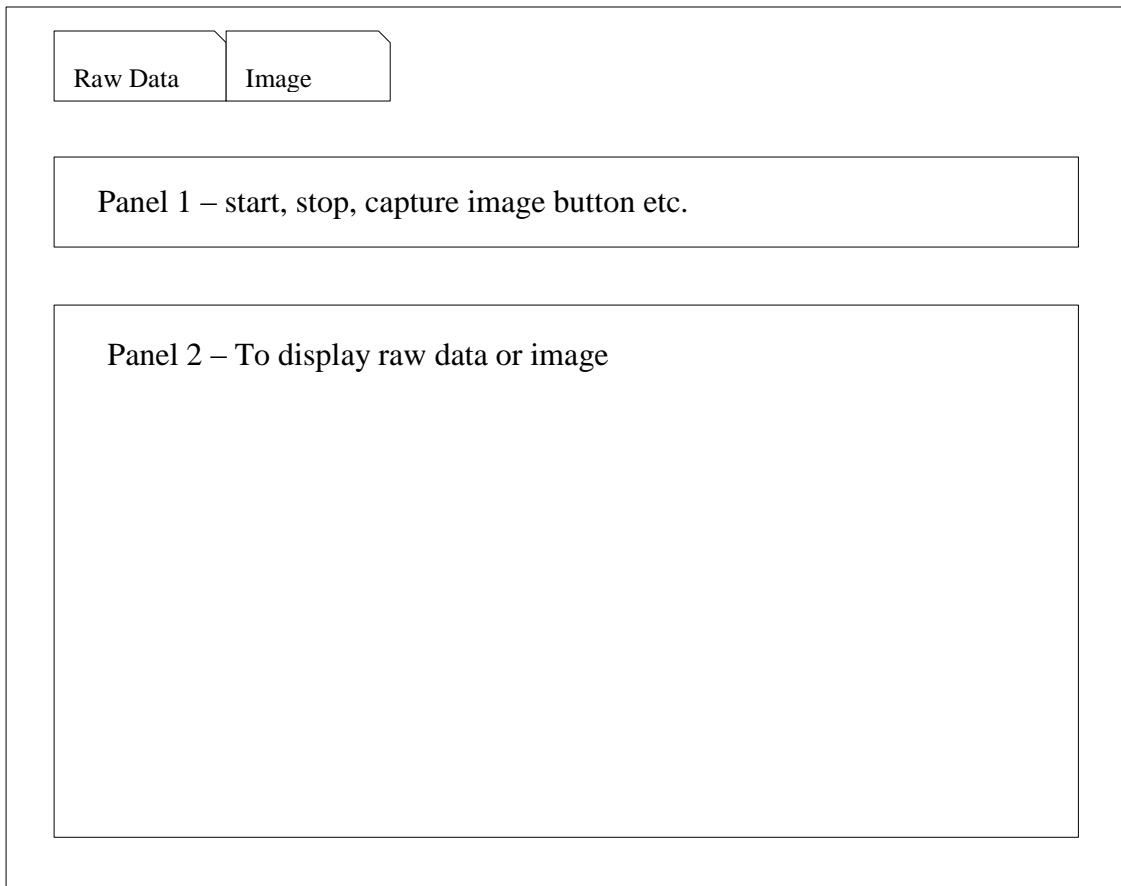 Raw Data
Image
Panel 1 – start, stop, capture image button etc.
Panel 2 – To display raw data or image